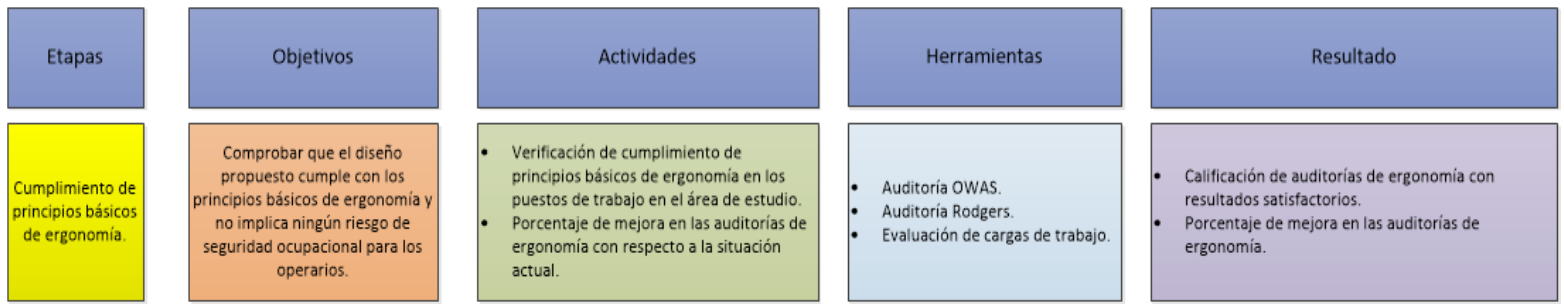 Etapas
Objetivos
Actividades
Herramientas
Resultado
Cumplimiento de
principios básicos
de ergonomía.
Comprobar que el diseño
propuesto cumple con los
principios básicos de ergonomía y
no implica ningún riesgo de
seguridad ocupacional para los
operarios.
• Verificación de cumplimiento de
principios básicos de ergonomía en los
puestos de trabajo en el área de estudio.
• Porcentaje de mejora en las auditorías de
ergonomía con respecto a la situación
actual.
• Auditoría OWAS.
• Auditoría Rodgers.
• Evaluación de cargas de trabajo.
• Calificación de auditorías de ergonomía con
resultados satisfactorios.
• Porcentaje de mejora en las auditorías de
ergonomía.